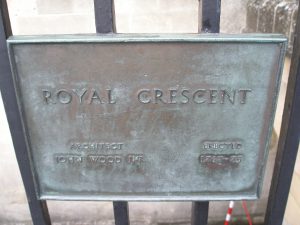 ROYAL CRESCENT
ARCHITECT ERECTED
JOHN WOOD